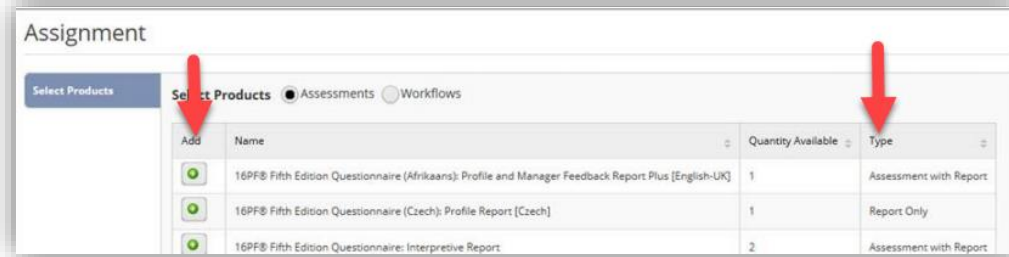 Assignment
Select Products
Select Products Assessments Workflows
Add Name Quantity Available Type
16PF® Fifth Edition Questionnaire (Afrikaans): Profile and Manager Feedback Report Plus [English-UK] 1 Assessment with Report
16PF® Fifth Edition Questionnaire (Czech): Profile Report [Czech] 1 Report Only
16PF® Fifth Edition Questionnaire: Interpretive Report 2 Assessment with Report